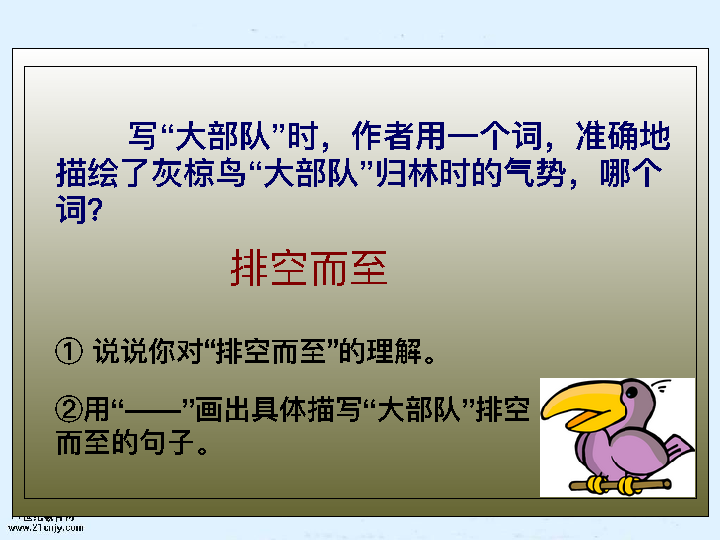 写“大部队”时，作者用一个词，准确地
描绘了灰椋鸟“大部队”归林时的气势，哪个
词？
排空而至
① 说说你对“排空而至”的理解。
②用“——”画出具体描写“大部队”排空
而至的句子。
www.21cnjy.com